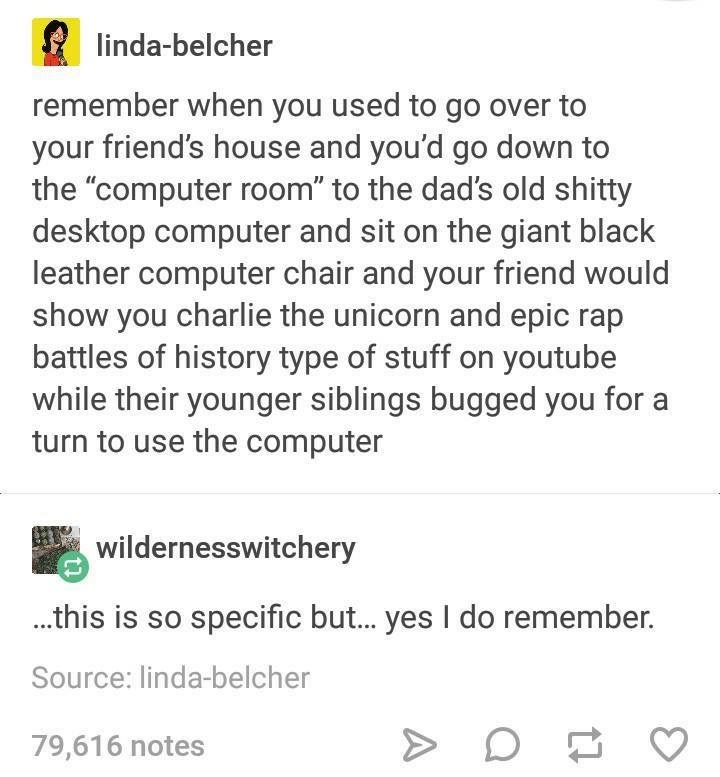 linda-belcher
remember when you used to go over to
your friend’s house and you’d go down to
the “computer room” to the dad’s old shitty
desktop computer and sit on the giant black
leather computer chair and your friend would
show you charlie the unicorn and epic rap
battles of history type of stuff on youtube
while their younger siblings bugged you for a
turn to use the computer
wildernesswitchery
...this is so specific but... yes I do remember.
Source: linda-belcher
79,616 notes